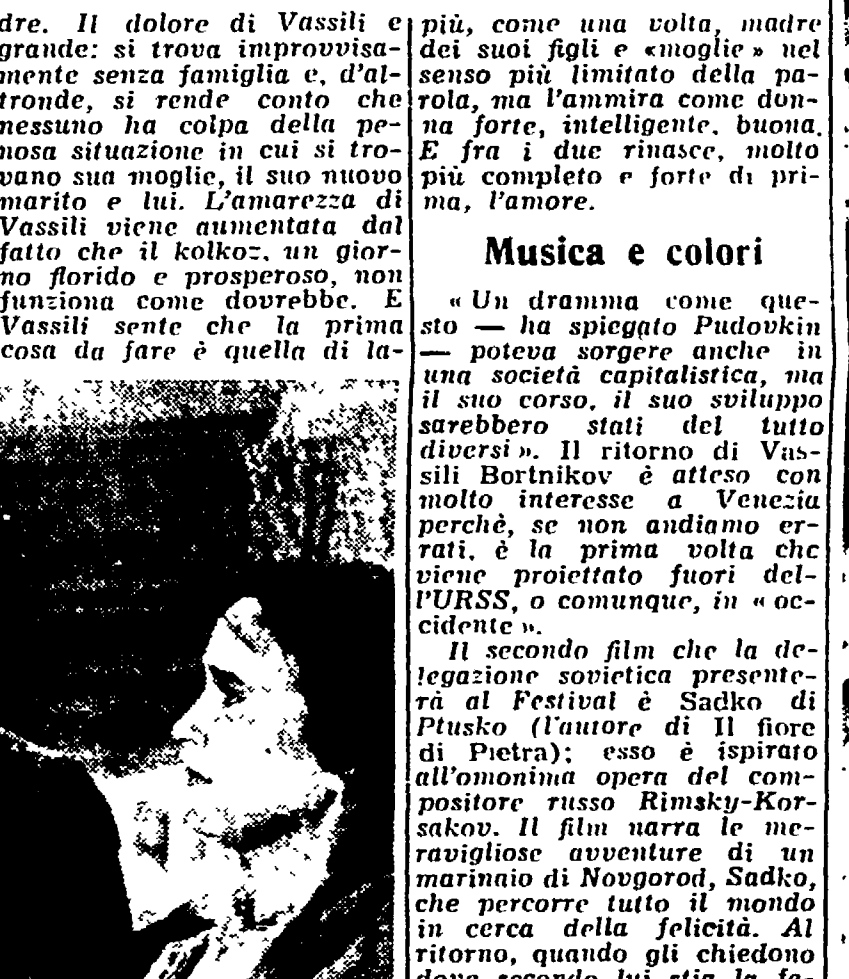 dre. Il dolore di Vassili e
grande: si trova improvvisa-
mente senza famiglia e, d'al-
tronde, si rende conto che
nessuno ha colpa della pe-
nosa situazione in cui si tro-
vano sua moglie, il suo nuovo
marito e lui. L'amarezza di
Vassili viene aumentata dal
fatto che il kolkoz, un gior-
no florido e prosperoso, non
funziona come dovrebbe. E
Vassili sente che la prima
cosa da fare è quella di la-
più, come una volta, madre
dei suoi figli e «moglie» nel
senso più limitato della pa-
rola, ma l'ammira come don-
na forte, intelligente, buona.
E fra i due rinasce, molto
più completo e forte di pri-
ma, l'amore.
Musica e colori
« Un dramma come que-
sto — ha spiegato Pudovkin
— poteva sorgere anche in
una società capitalistica, ma
il suo corso, il suo sviluppo
sarebbero stati del tutto
diversi ». Il ritorno di Vas-
sili Bortnikov è atteso con
molto interesse a Venezia
perchè, se non andiamo er-
rati, è la prima volta che
viene proiettato fuori del-
l'URSS, o comunque, in « oc-
cidente ».
Il secondo film che la de-
legazione sovietica presente-
rà al Festival è Sadko di
Ptusko (l'autore di Il fiore
di Pietra); esso è ispirato
all'omonima opera del com-
positore russo Rimsky-Kor-
sakov. Il film narra le me-
ravigliose avventure di un
marinaio di Novgorod, Sadko,
che percorre tutto il mondo
in cerca della felicità. Al
ritorno, quando gli chiedono
dove secondo lui stia la fe-